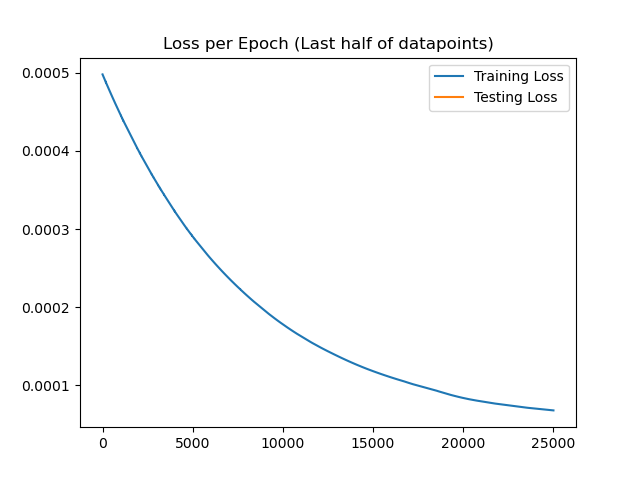 Loss per Epoch (Last half of datapoints)
Training Loss
Testing Loss
0.0005
0.0004
0.0003
0.0002
0.0001
0 5000 10000 15000 20000 25000